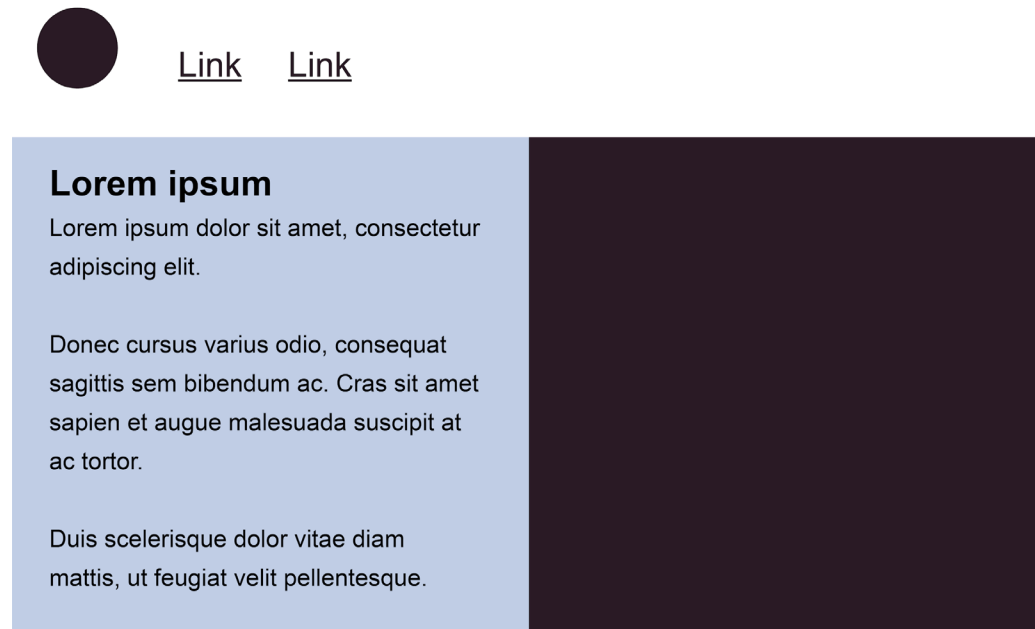 Link Link
Lorem ipsum
Lorem ipsum dolor sit amet, consectetur
adipiscing elit.
Donec cursus varius odio, consequat
sagittis sem bibendum ac. Cras sit amet
sapien et augue malesuada suscipit at
ac tortor.
Duis scelerisque dolor vitae diam
mattis, ut feugiat velit pellentesque.